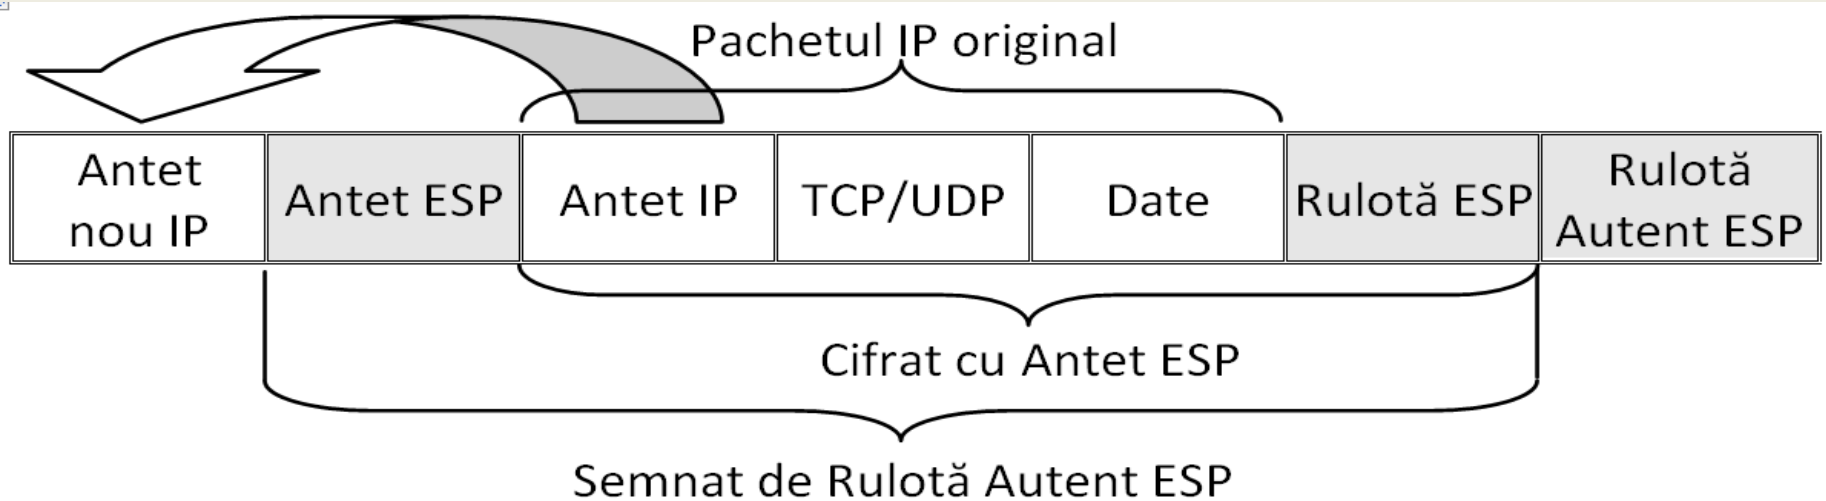 Pachetul IP original
Antet
nou IP
Antet ESP
Antet IP
TCP/UDP
Date
Rulotă ESP
Rulotă
Autent ESP
Cifrat cu Antet ESP
Semnat de Rulotă Autent ESP